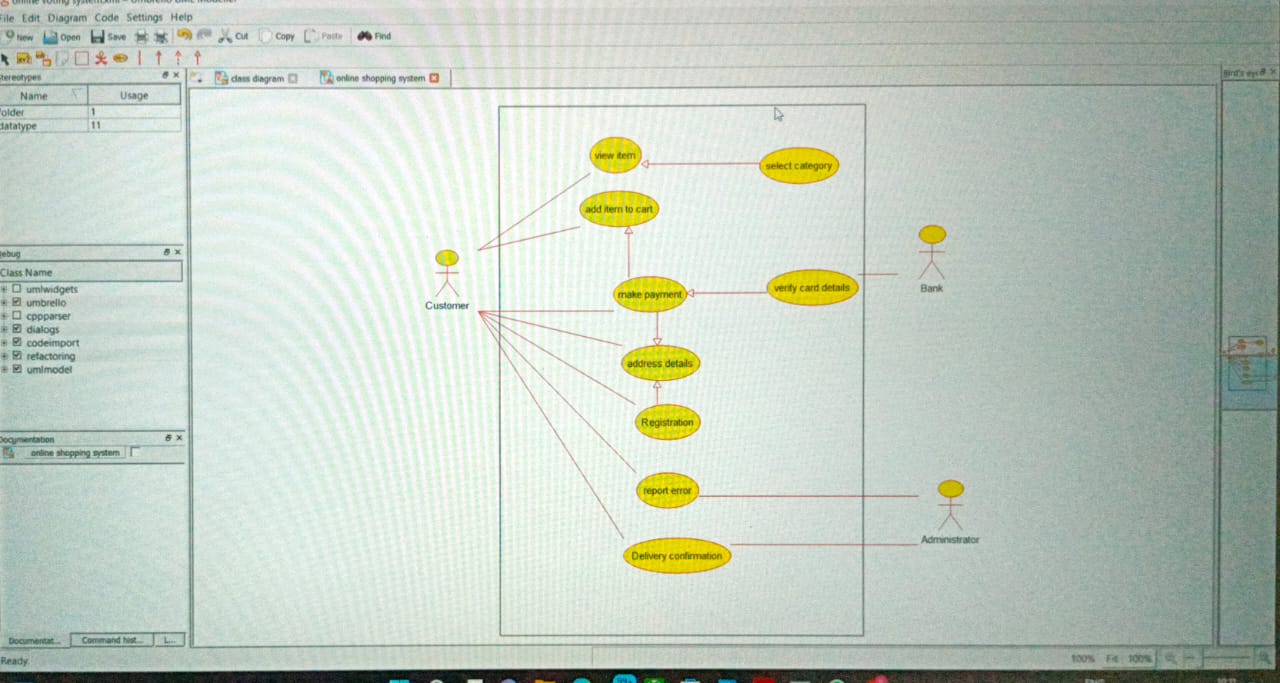 online voting system.xmi - Umbrello UML Modeller
File Edit Diagram Code Settings Help
New Open Save Cut Copy Paste Find
tereotypes
class diagram online shopping system
Bird's eye
Name Usage
folder 1
datatype 11
view item
select category
add item to cart
Debug
Class Name
umlwidgets
umbrello
cppparser
dialogs
codeimport
refactoring
umlmodel
Customer
make payment
verify card details
Bank
address details
Registration
Documentation
online shopping system
report error
Administrator
Delivery confirmation
Documentat... Command hist... L...
Ready.
100% Fit 100%